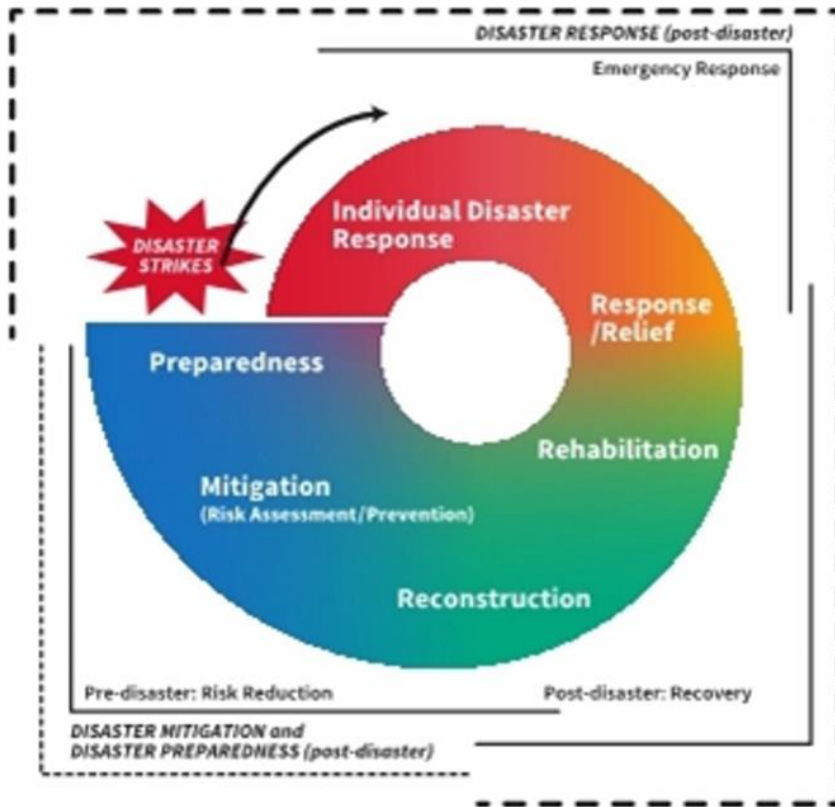 DISASTER RESPONSE (post-disaster)
Emergency Response
DISASTER
STRIKES
Individual Disaster
Response
Response
/Relief
Preparedness
Rehabilitation
Mitigation
(Risk Assessment/Prevention)
Reconstruction
Pre-disaster: Risk Reduction
Post-disaster: Recovery
DISASTER MITIGATION and
DISASTER PREPAREDNESS (post-disaster)